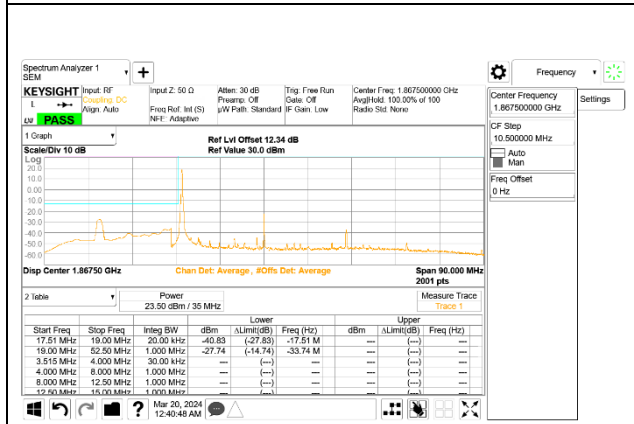 Spectrum Analyzer 1
SEM
Frequency
KEYSIGHT Input: RF Input Z: 50 Ω Atten: 30 dB Trig: Free Run Center Freq: 1.867500000 GHz
Coupling: DC Preamp: Off Gate: Off Avg|Hold: 100.00% of 100
L Align: Auto Freq Ref: Int (S) µW Path: Standard IF Gain: Low Radio Std: None
PASS NFE: Adaptive
Center Frequency
1.867500000 GHz
Settings
CF Step
10.500000 MHz
Auto
Man
Freq Offset
0 Hz
1 Graph
Ref Lvl Offset 12.34 dB
Scale/Div 10 dB Ref Value 30.0 dBm
Log
20.0
10.0
0.00
-10.0
-20.0
-30.0
-40.0
-50.0
-60.0
Disp Center 1.86750 GHz Chan Det: Average , #Offs Det: Average Span 90.000 MHz
2001 pts
2 Table Power Measure Trace
23.50 dBm / 35 MHz Trace 1
Lower Upper
Start Freq Stop Freq Integ BW dBm ΔLimit(dB) Freq (Hz) dBm ΔLimit(dB) Freq (Hz)
17.51 MHz 19.00 MHz 20.00 kHz -40.83 (-27.83) -17.51 M --- (---) ---
19.00 MHz 52.50 MHz 1.000 MHz -27.74 (-14.74) -33.74 M --- (---) ---
3.515 MHz 4.000 MHz 30.00 kHz --- (---) --- --- (---) ---
4.000 MHz 8.000 MHz 1.000 MHz --- (---) --- --- (---) ---
8.000 MHz 12.50 MHz 1.000 MHz --- (---) --- --- (---) ---
12.50 MHz 15.00 MHz 1.000 MHz --- (---) --- --- (---) ---
Mar 20, 2024
12:40:48 AM